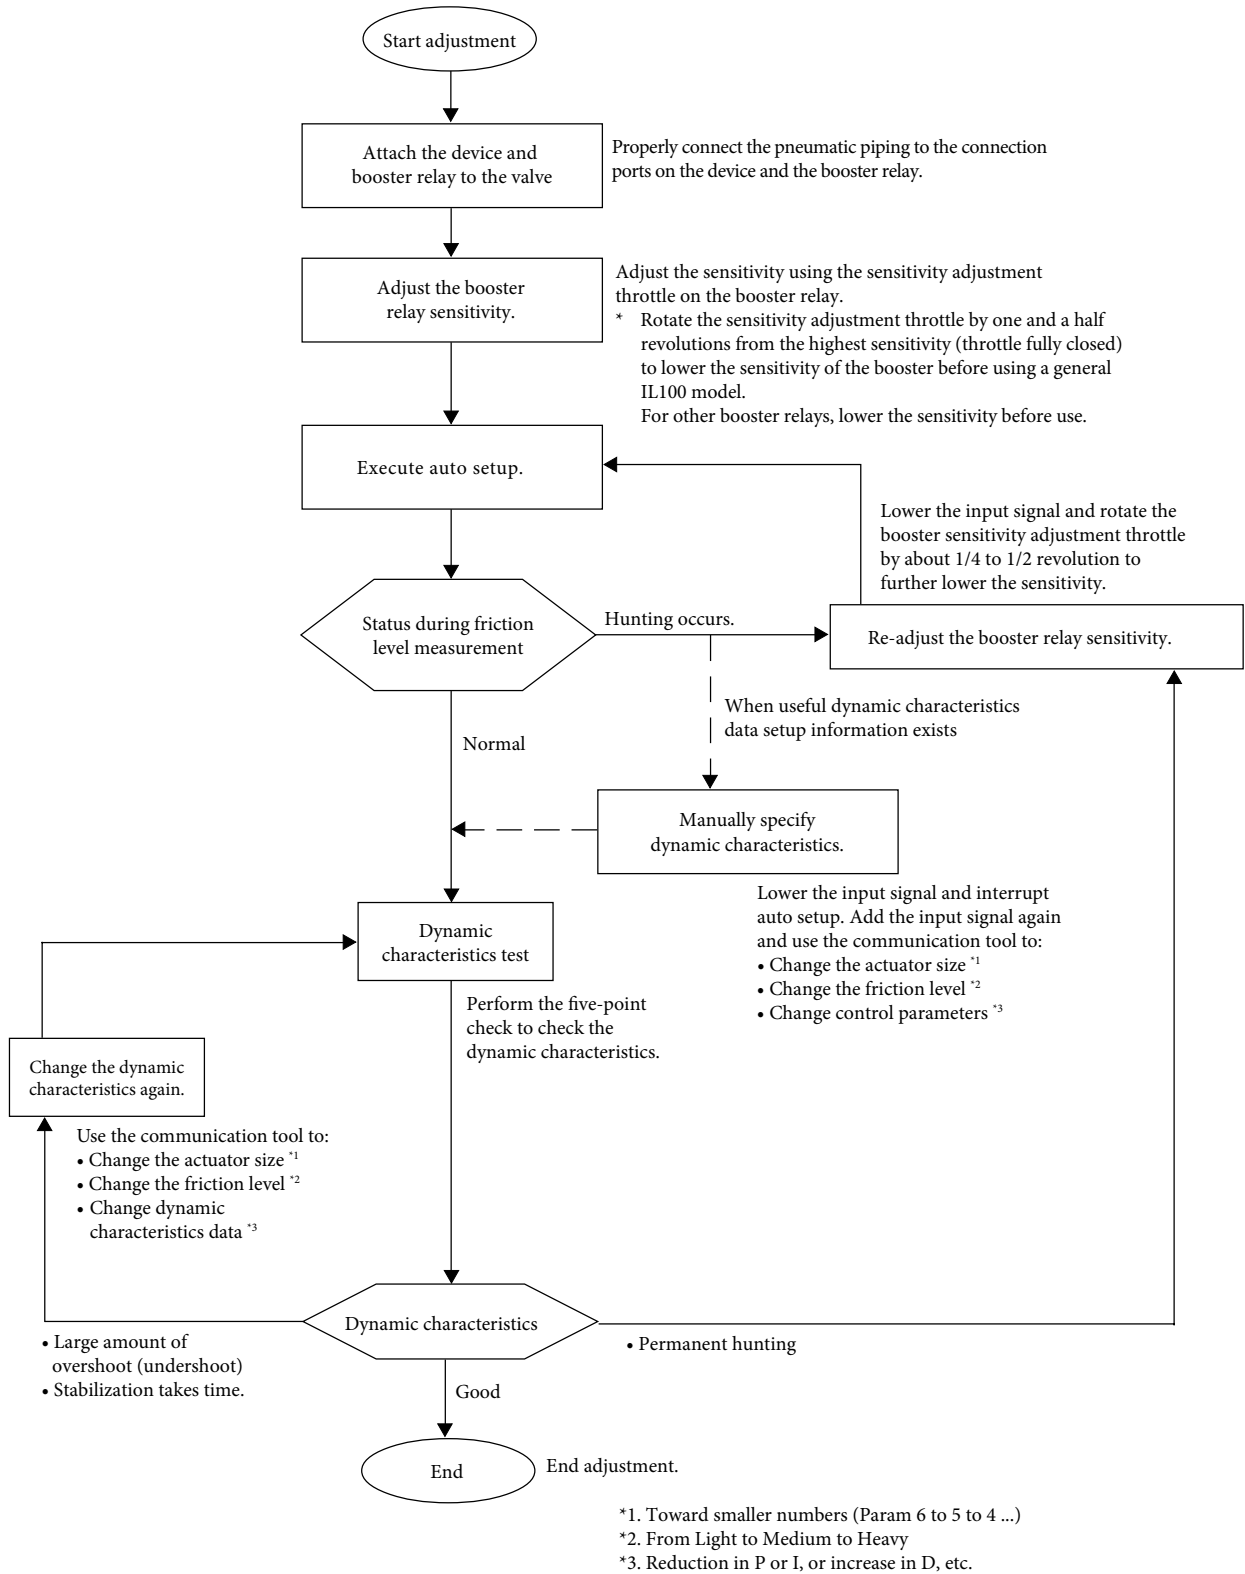 Start adjustment
Attach the device and
booster relay to the valve
Properly connect the pneumatic piping to the connection
ports on the device and the booster relay.
Adjust the booster
relay sensitivity.
Adjust the sensitivity using the sensitivity adjustment
throttle on the booster relay.
* Rotate the sensitivity adjustment throttle by one and a half
revolutions from the highest sensitivity (throttle fully closed)
to lower the sensitivity of the booster before using a general
IL100 model.
For other booster relays, lower the sensitivity before use.
Execute auto setup.
Lower the input signal and rotate the
booster sensitivity adjustment throttle
by about 1/4 to 1/2 revolution to
further lower the sensitivity.
Status during friction
level measurement
Hunting occurs.
Re-adjust the booster relay sensitivity.
When useful dynamic characteristics
data setup information exists
Normal
Manually specify
dynamic characteristics.
Lower the input signal and interrupt
auto setup. Add the input signal again
and use the communication tool to:
• Change the actuator size *1
• Change the friction level *2
• Change control parameters *3
Dynamic
characteristics test
Perform the five-point
check to check the
dynamic characteristics.
Change the dynamic
characteristics again.
Use the communication tool to:
• Change the actuator size *1
• Change the friction level *2
• Change dynamic
characteristics data *3
Dynamic characteristics
• Large amount of
overshoot (undershoot)
• Stabilization takes time.
• Permanent hunting
Good
End
End adjustment.
*1. Toward smaller numbers (Param 6 to 5 to 4 ...)
*2. From Light to Medium to Heavy
*3. Reduction in P or I, or increase in D, etc.